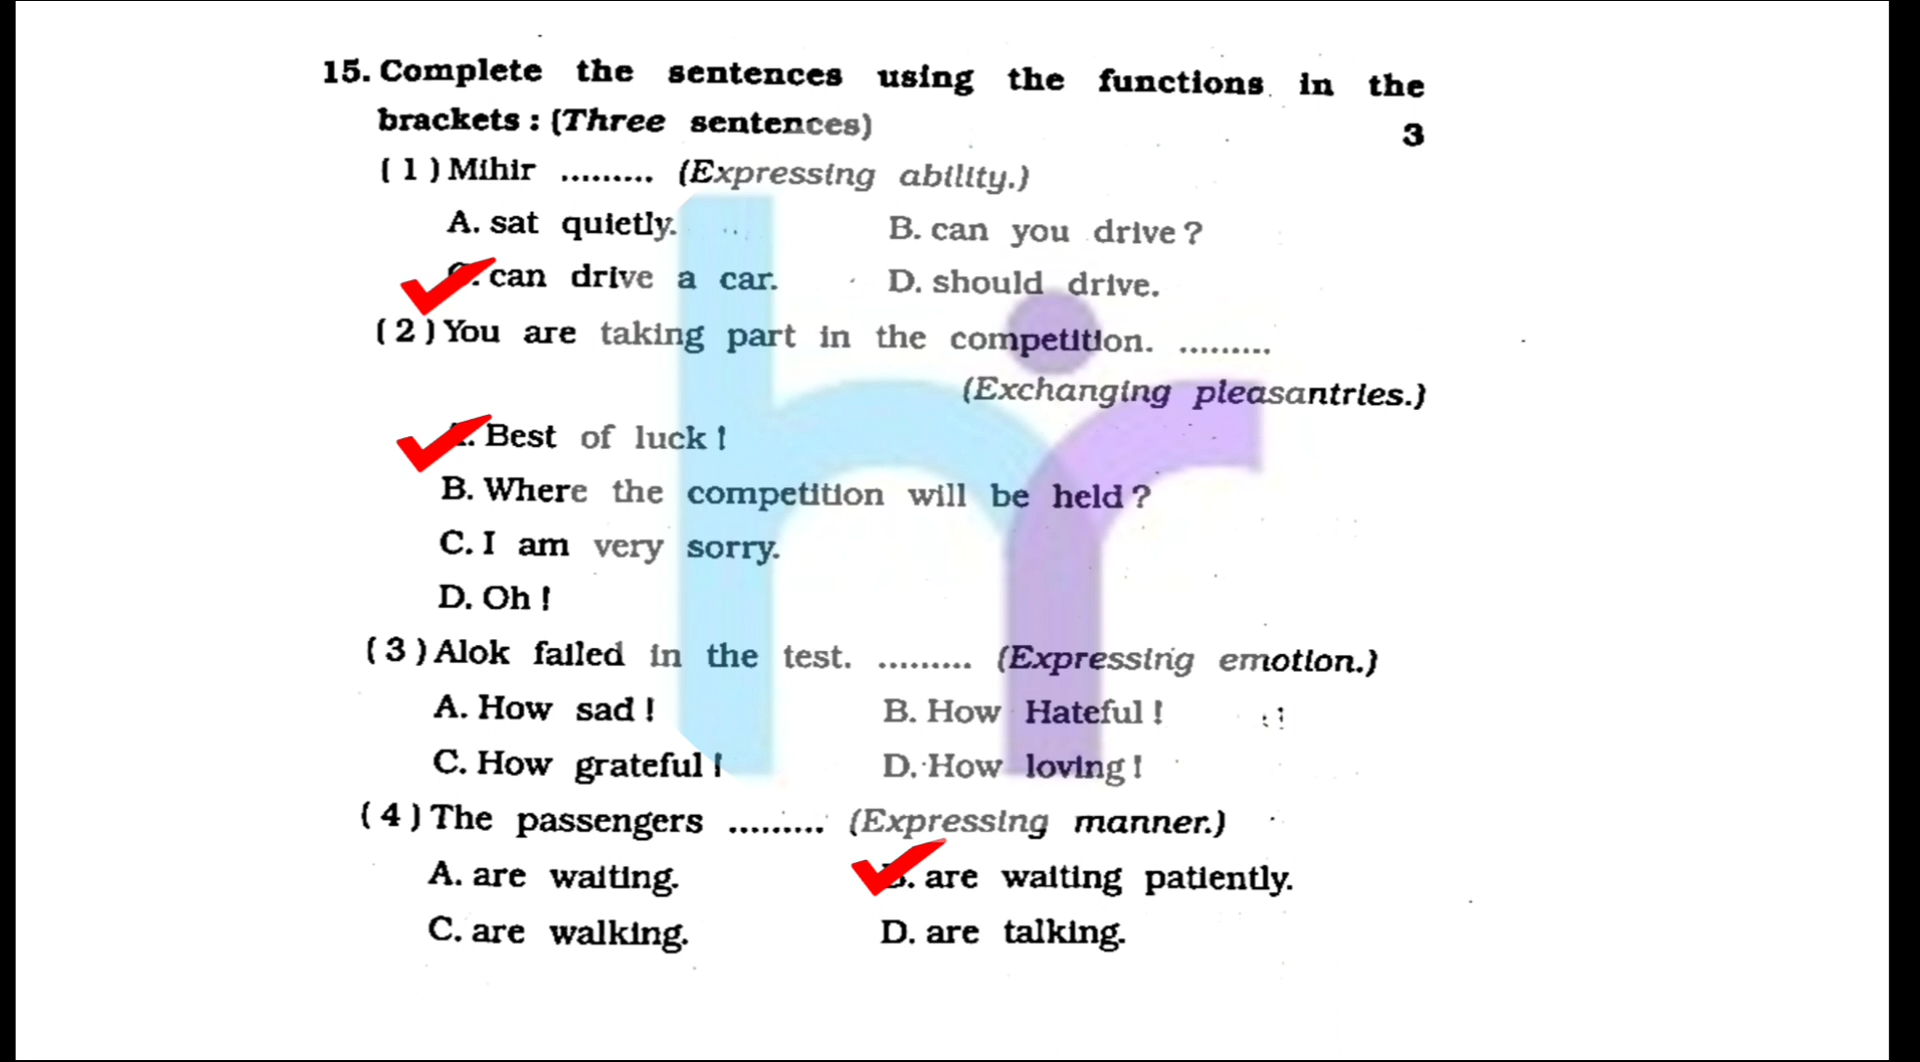 15. Complete the sentences using the functions in the
brackets : (Three sentences) 3
( 1 ) Mihir ......... (Expressing ability.)
A. sat quietly. B. can you drive ?
C. can drive a car. D. should drive.
( 2 ) You are taking part in the competition. .........
(Exchanging pleasantries.)
A. Best of luck !
B. Where the competition will be held ?
C. I am very sorry.
D. Oh !
( 3 ) Alok failed in the test. ......... (Expressing emotion.)
A. How sad ! B. How Hateful !
C. How grateful ! D. How loving !
( 4 ) The passengers ......... (Expressing manner.)
A. are waiting. B. are waiting patiently.
C. are walking. D. are talking.
hr